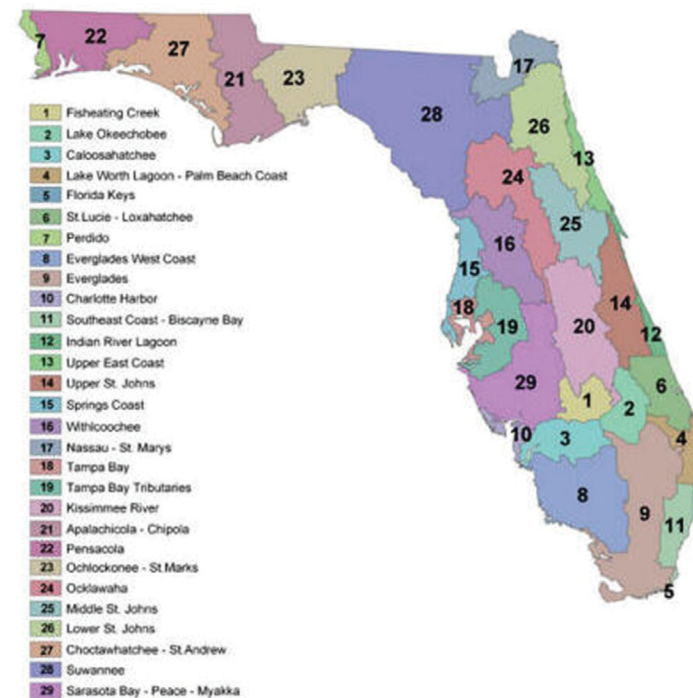 7
22
27
21
23
28
17
26
13
24
25
16
15
14
18
19
20
12
29
1
2
6
10
3
4
8
9
11
5
1 Fisheating Creek
2 Lake Okeechobee
3 Caloosahatchee
4 Lake Worth Lagoon - Palm Beach Coast
5 Florida Keys
6 St.Lucie - Loxahatchee
7 Perdido
8 Everglades West Coast
9 Everglades
10 Charlotte Harbor
11 Southeast Coast - Biscayne Bay
12 Indian River Lagoon
13 Upper East Coast
14 Upper St. Johns
15 Springs Coast
16 Withlcoochee
17 Nassau - St. Marys
18 Tampa Bay
19 Tampa Bay Tributaries
20 Kissimmee River
21 Apalachicola - Chipola
22 Pensacola
23 Ochlockonee - St.Marks
24 Ocklawaha
25 Middle St. Johns
26 Lower St. Johns
27 Choctawhatchee - St.Andrew
28 Suwannee
29 Sarasota Bay - Peace - Myakka